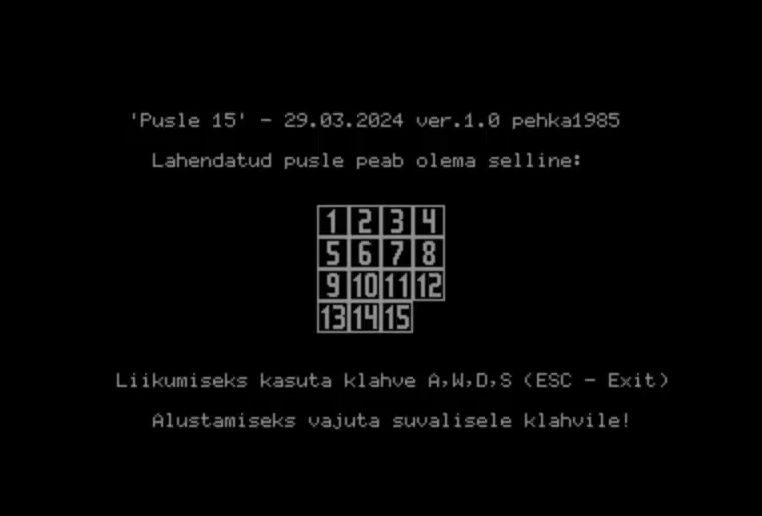 'Pusle 15' - 29.03.2024 ver.1.0 pehka1985
Lahendatud pusle peab olema selline:
1 2 3 4
5 6 7 8
9 10 11 12
13 14 15
Liikumiseks kasuta klahve A,W,D,S (ESC - Exit)
Alustamiseks vajuta suvalisele klahvile!